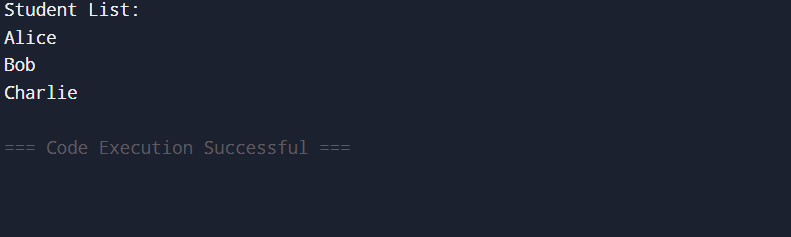 Student List:
Alice
Bob
Charlie
=== Code Execution Successful ===